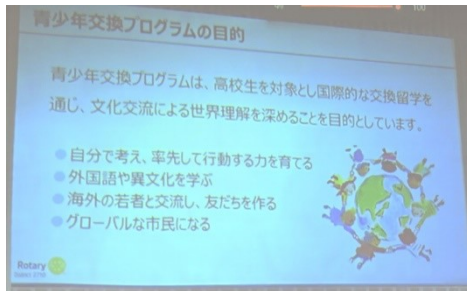 青少年交換プログラムの目的
青少年交換プログラムは、高校生を対象とし国際的な交換留学を
通じ、文化交流による世界理解を深めることを目的としています。
自分で考え、率先して行動する力を育てる
外国語や異文化を学ぶ
海外の若者と交流し、友だちを作る
グローバルな市民になる
Rotary